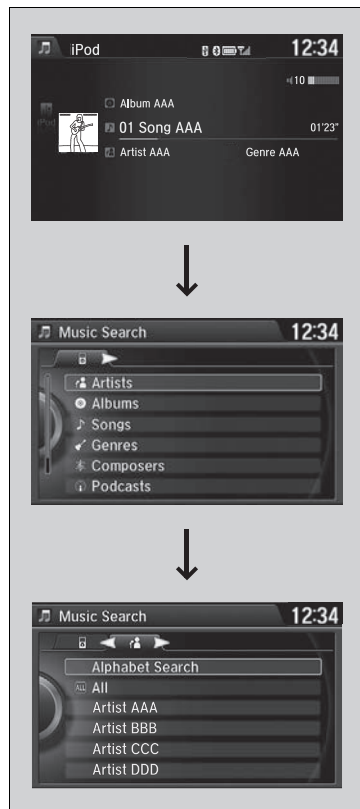 iPod 12:34
10
Album AAA
01 Song AAA 01'23"
Artist AAA Genre AAA
Music Search 12:34
Artists
Albums
Songs
Genres
Composers
Podcasts
Music Search 12:34
Alphabet Search
ALL All
Artist AAA
Artist BBB
Artist CCC
Artist DDD